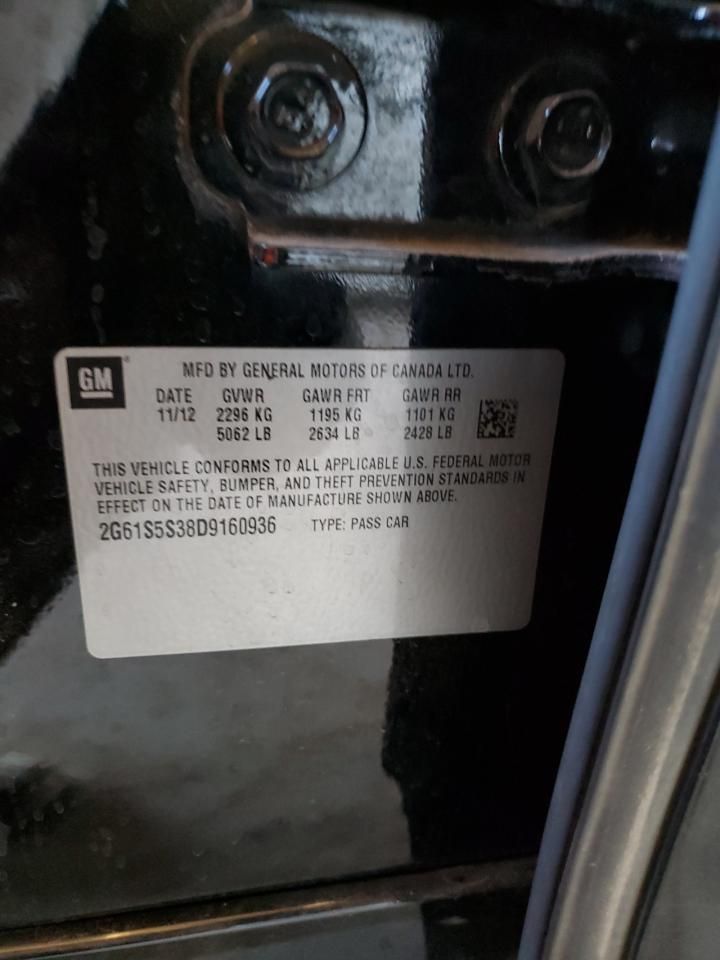 GM
MFD BY GENERAL MOTORS OF CANADA LTD.
DATE GVWR GAWR FRT GAWR RR
11/12 2296 KG 1195 KG 1101 KG
5062 LB 2634 LB 2428 LB
THIS VEHICLE CONFORMS TO ALL APPLICABLE U.S. FEDERAL MOTOR
VEHICLE SAFETY, BUMPER, AND THEFT PREVENTION STANDARDS IN
EFFECT ON THE DATE OF MANUFACTURE SHOWN ABOVE.
2G61S5S38D9160936 TYPE: PASS CAR